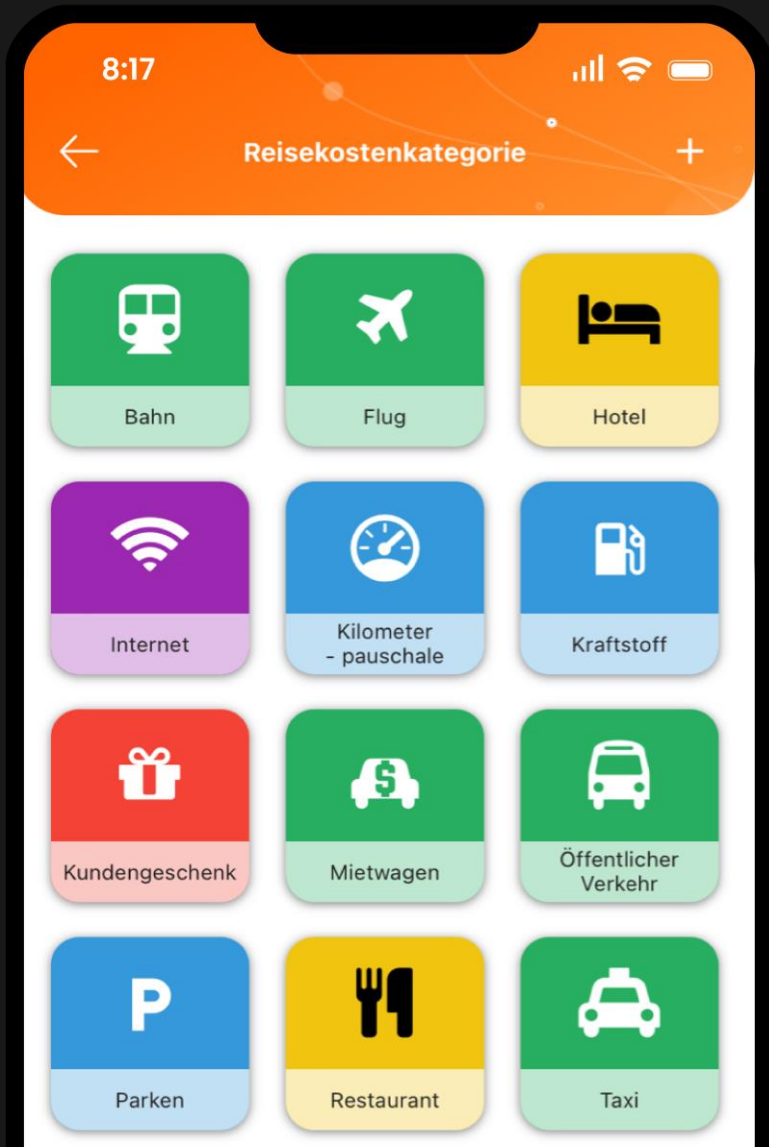 8:17
Reisekostenkategorie
Bahn
Flug
Hotel
Internet
Kilometer
- pauschale
Kraftstoff
Kundengeschenk
$
Mietwagen
Öffentlicher
Verkehr
P
Parken
Restaurant
Taxi